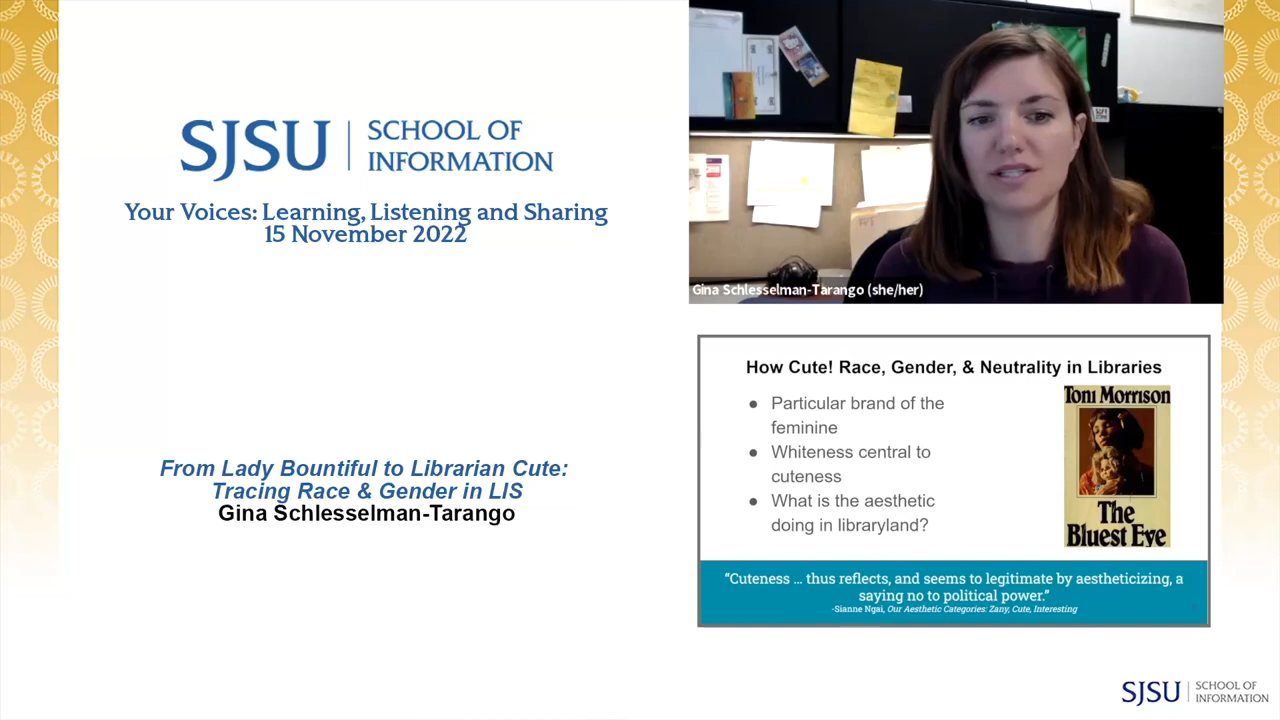 SJSU | SCHOOL OF
INFORMATION
Your Voices: Learning, Listening and Sharing
15 November 2022
From Lady Bountiful to Librarian Cute:
Tracing Race & Gender in LIS
Gina Schlesselman-Tarango
Gina Schlesselman-Tarango (she/her)
How Cute! Race, Gender, & Neutrality in Libraries
● Particular brand of the
feminine
● Whiteness central to
cuteness
● What is the aesthetic
doing in libraryland?
Toni Morrison
The
Bluest Eye
“Cuteness ... thus reflects, and seems to legitimate by aestheticizing, a
saying no to political power.”
-Sianne Ngai, Our Aesthetic Categories: Zany, Cute, Interesting
SJSU | SCHOOL OF
INFORMATION